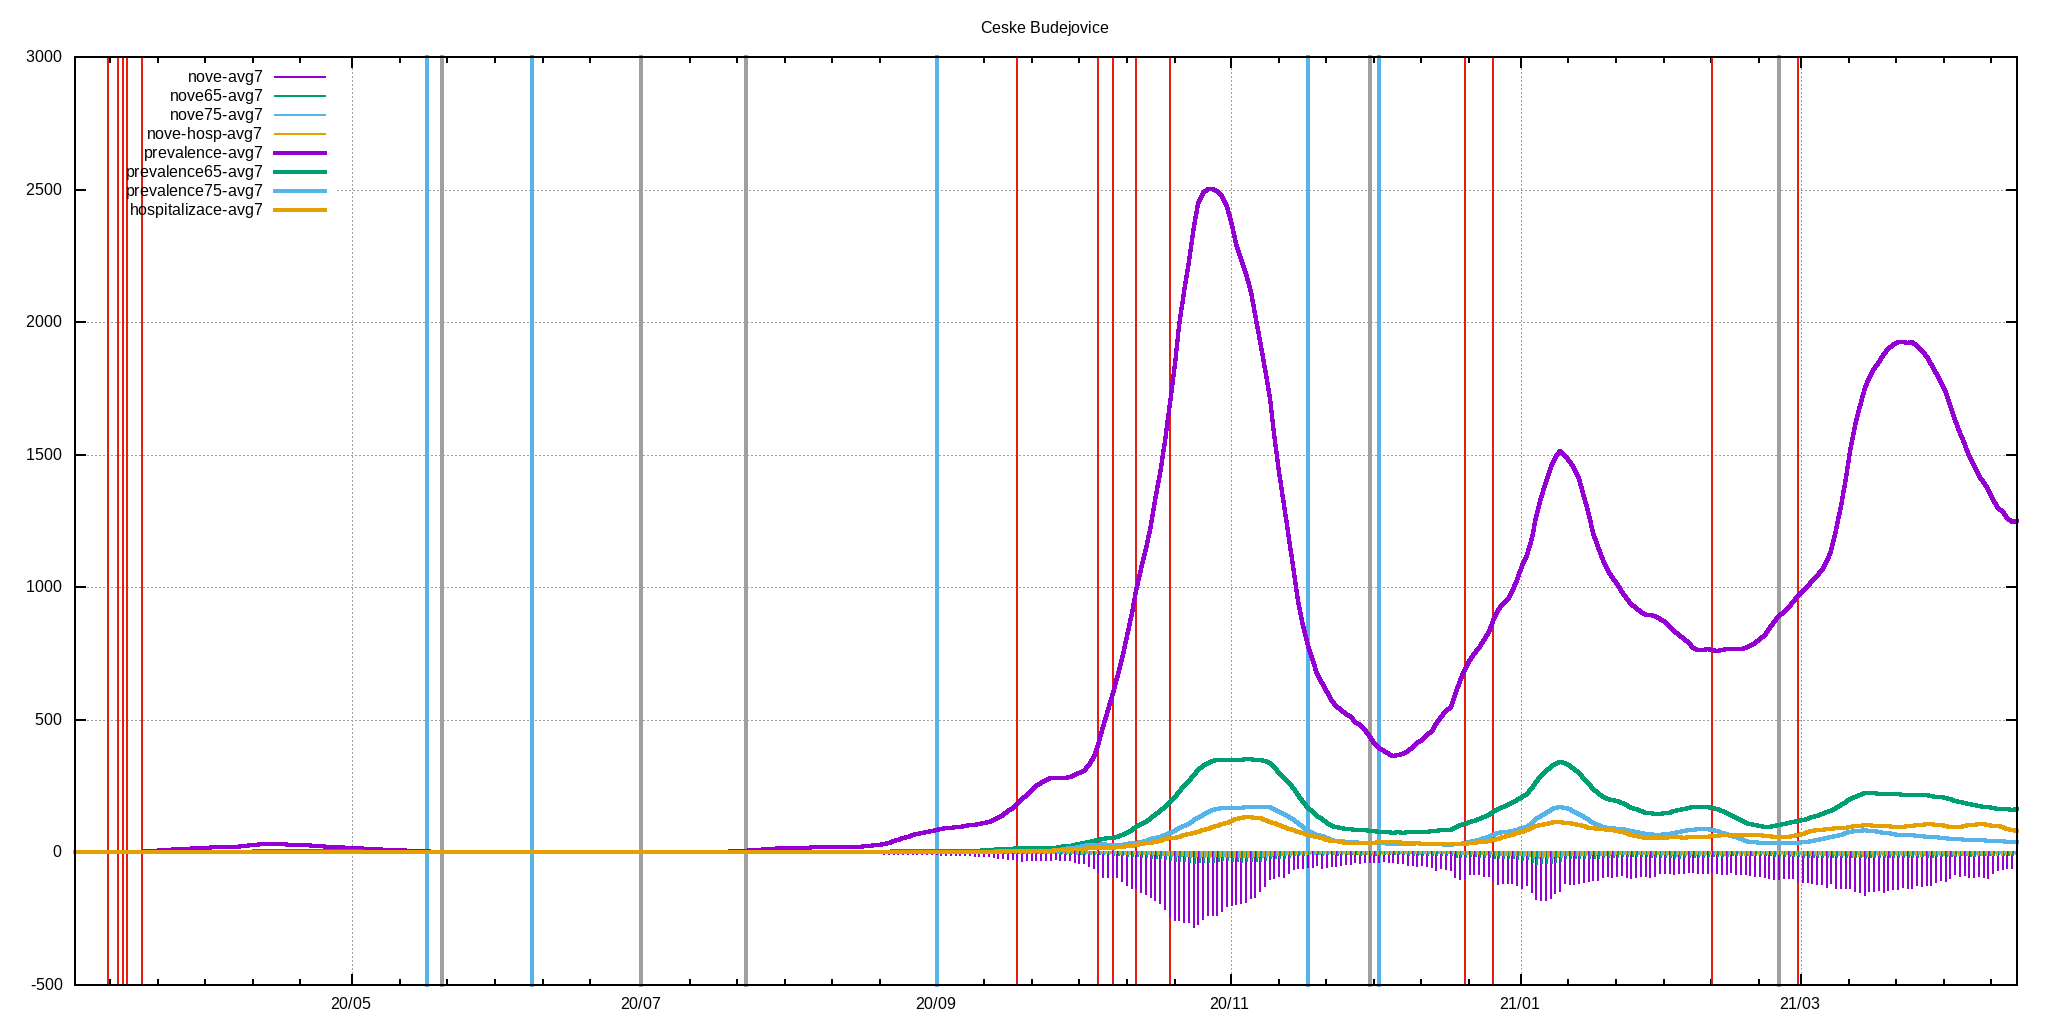 Ceske Budejovice
3000
2500
2000
1500
1000
500
0
-500
nove-avg7
nove65-avg7
nove75-avg7
nove-hosp-avg7
prevalence-avg7
prevalence65-avg7
prevalence75-avg7
hospitalizace-avg7
20/05
20/07
20/09
20/11
21/01
21/03